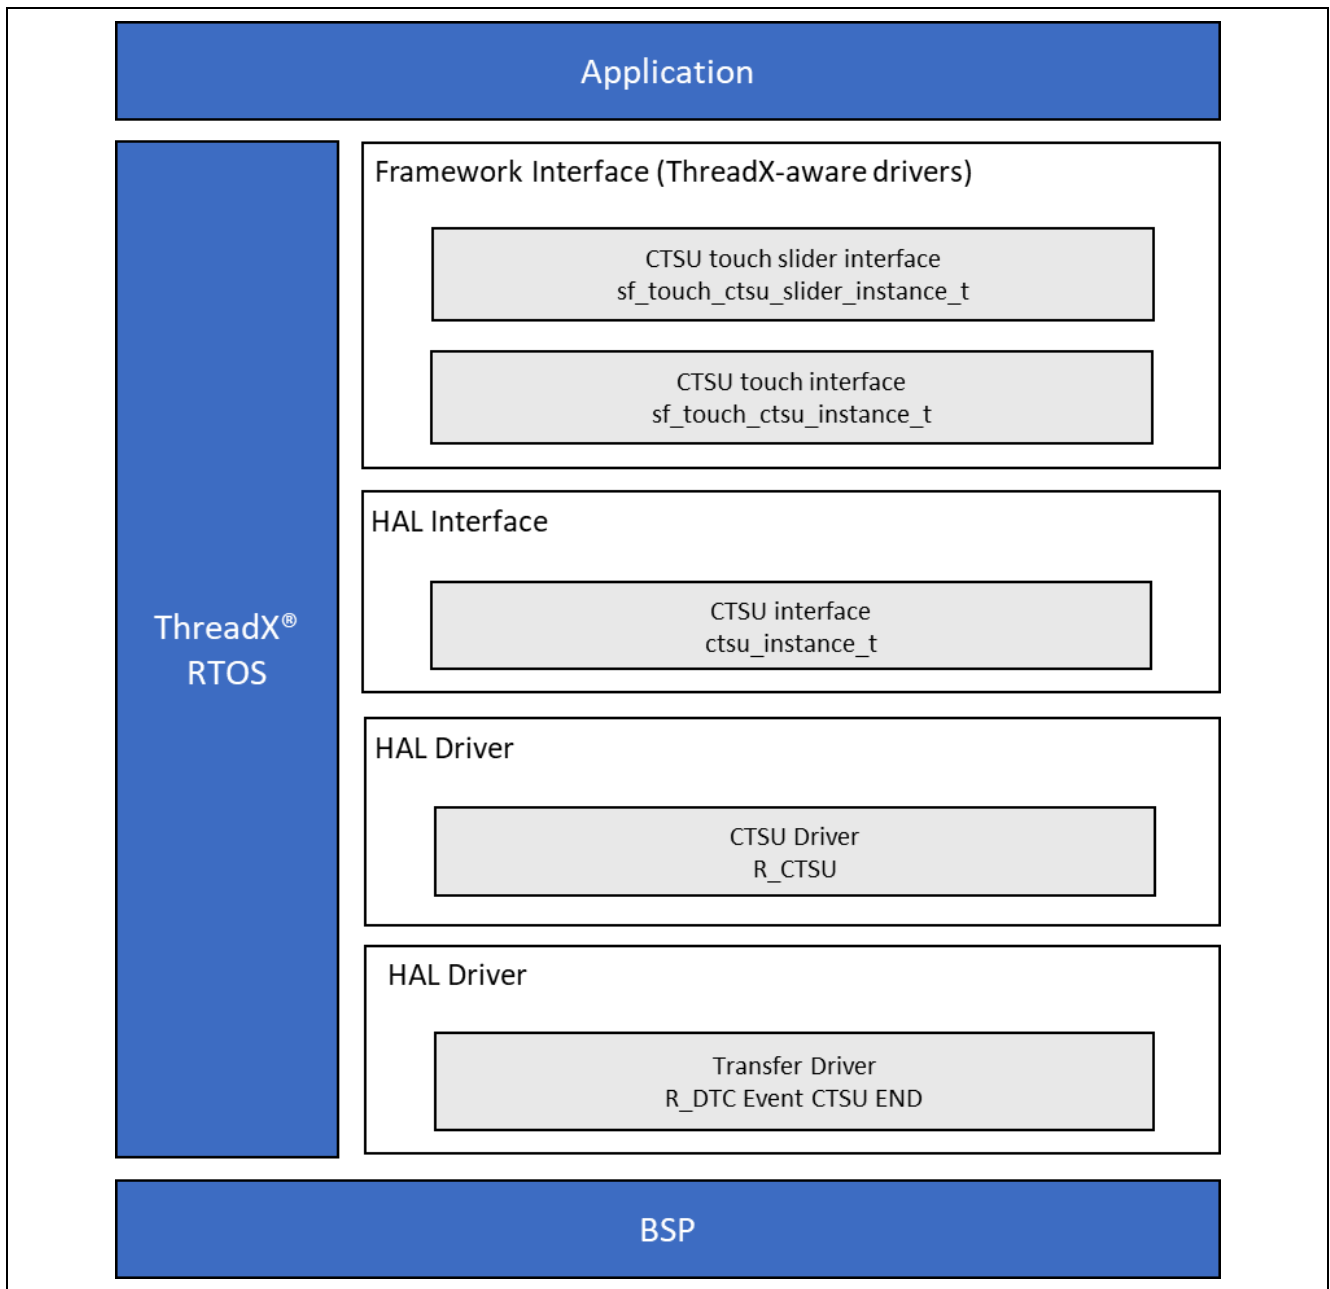 Application
ThreadX®
RTOS
Framework Interface (ThreadX-aware drivers)
CTSU touch slider interface
sf_touch_ctsu_slider_instance_t
CTSU touch interface
sf_touch_ctsu_instance_t
HAL Interface
CTSU interface
ctsu_instance_t
HAL Driver
CTSU Driver
R_CTSU
HAL Driver
Transfer Driver
R_DTC Event CTSU END
BSP